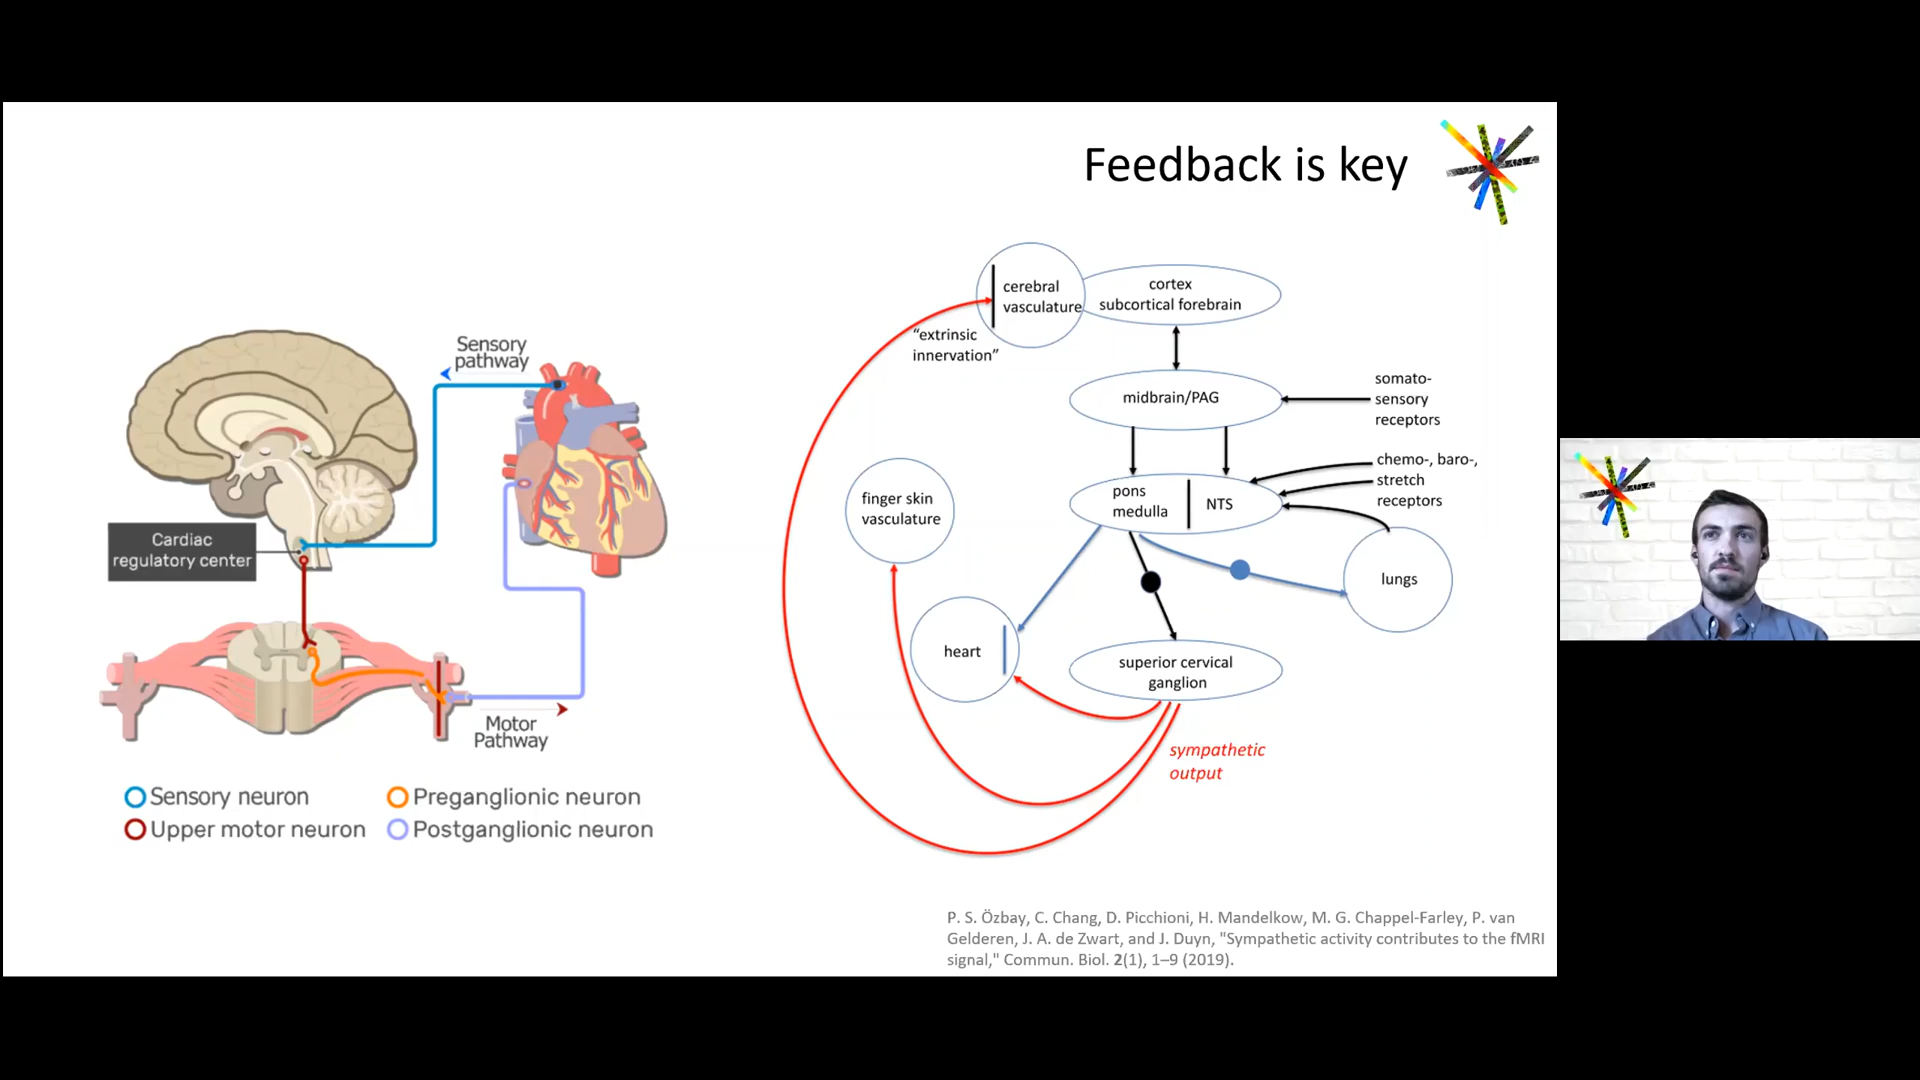 Feedback is key
Sensory
pathway
Cardiac
regulatory center
Motor
Pathway
Sensory neuron
Preganglionic neuron
Upper motor neuron
Postganglionic neuron
cerebral
vasculature
cortex
subcortical forebrain
“extrinsic
innervation”
midbrain/PAG
somato-
sensory
receptors
chemo-, baro-,
stretch
receptors
pons
medulla
NTS
finger skin
vasculature
lungs
heart
superior cervical
ganglion
sympathetic
output
P. S. Özbay, C. Chang, D. Picchioni, H. Mandelkow, M. G. Chappel-Farley, P. van
Gelderen, J. A. de Zwart, and J. Duyn, "Sympathetic activity contributes to the fMRI
signal," Commun. Biol. 2(1), 1–9 (2019).